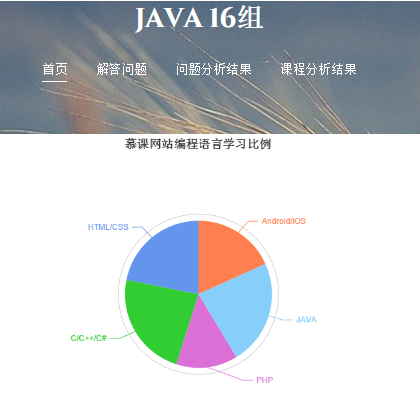 JAVA 16组
首页 解答问题 问题分析结果 课程分析结果
慕课网站编程语言学习比例
HTML/CSS
Android/IOS
JAVA
C/C++/C#
PHP